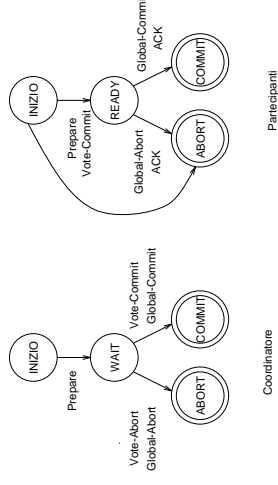 INIZIO
Prepare
WAIT
Vote-Abort
Global-Abort
Vote-Commit
Global-Commit
ABORT
COMMIT
Coordinatore
INIZIO
Prepare
Vote-Commit
READY
Global-Abort
ACK
Global-Commit
ACK
ABORT
COMMIT
Partecipanti